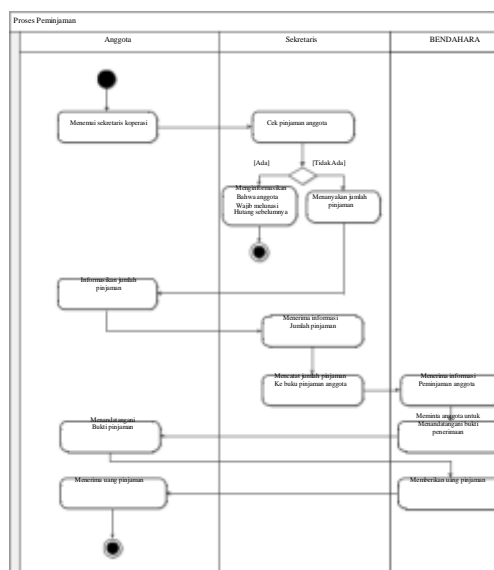 Proses Peminjaman
Anggota
Sekretaris
BENDAHARA
Menemui sekretaris koperasi
Cek pinjaman anggota
[Ada]
[TidakAda]
Menginformasikan
Bahwa anggota
Wajib melunasi
Hutang sebelumnya
Menanyakan jumlah
pinjaman
Informasikan jumlah
pinjaman
Menerima informasi
Jumlah pinjaman
Mencatat jumlah pinjaman
Ke buku pinjaman anggota
Menerima informasi
Peminjaman anggota
Meminta anggota untuk
Menandatangani bukti
penerimaan
Menandatangani
Bukti pinjaman
Menerima uang pinjaman
Memberikan uang pinjaman